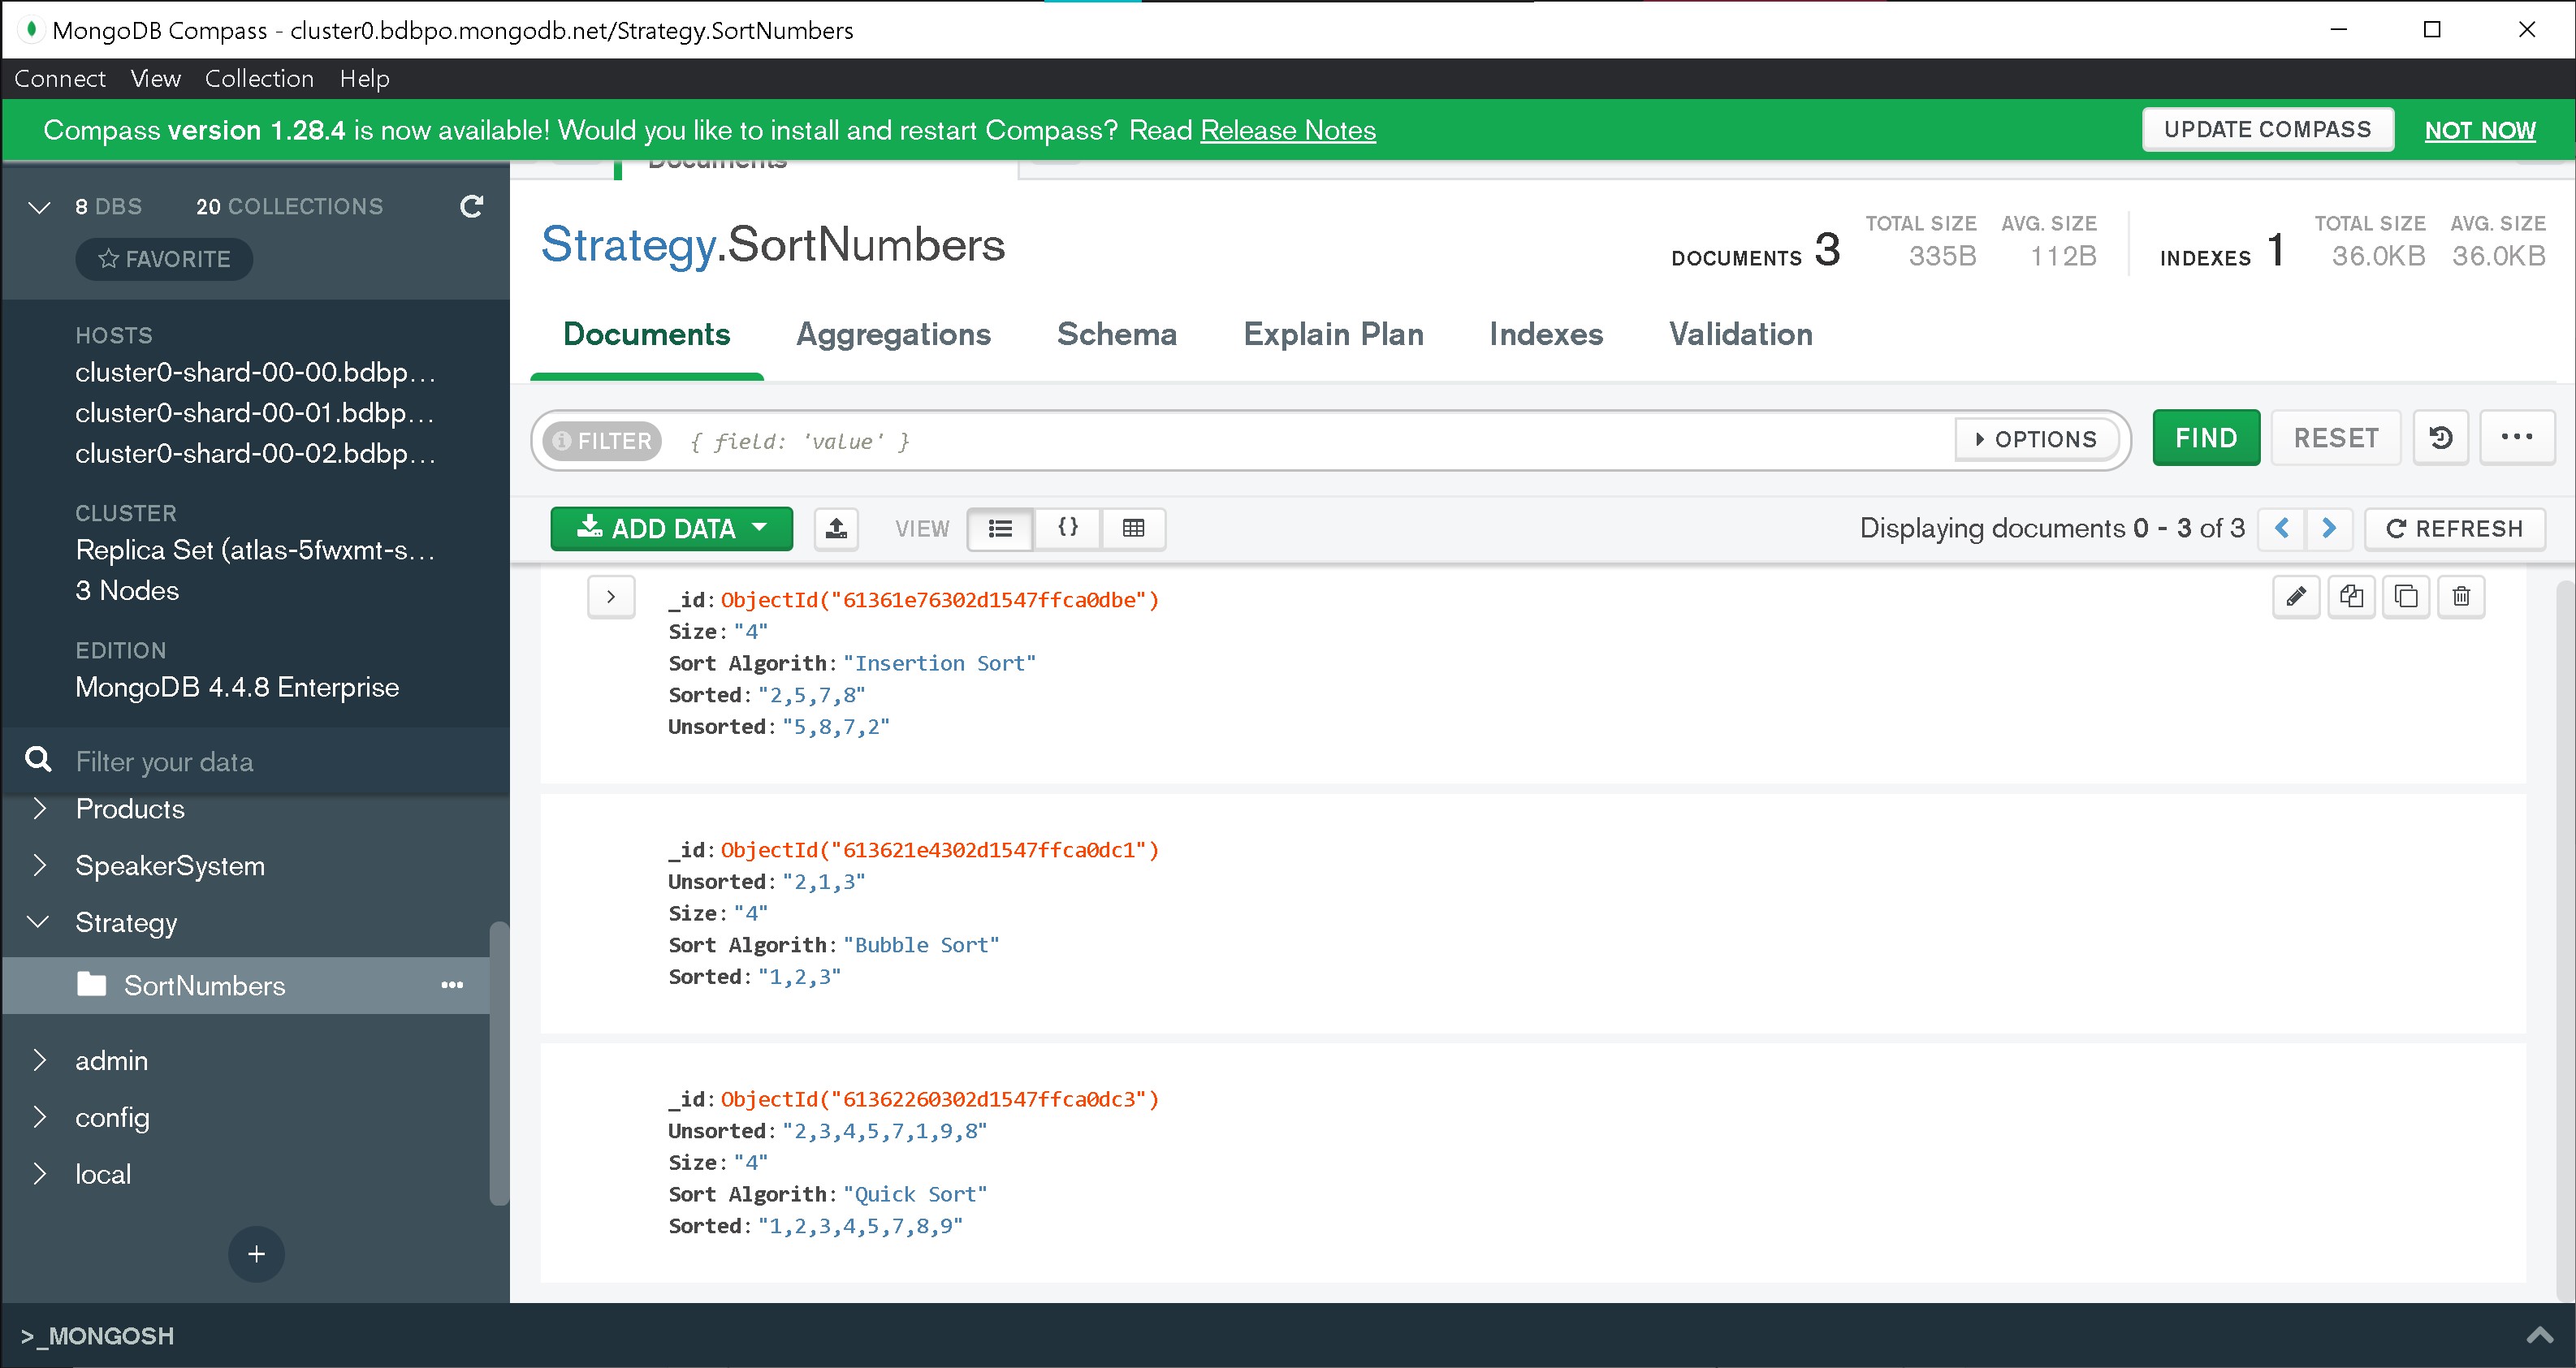 MongoDB Compass - cluster0.bdbpo.mongodb.net/Strategy.SortNumbers
Connect View Collection Help
Compass version 1.28.4 is now available! Would you like to install and restart Compass? Read Release Notes
UPDATE COMPASS
NOT NOW
Documents
8 DBS 20 COLLECTIONS
FAVORITE
HOSTS
cluster0-shard-00-00.bdbp...
cluster0-shard-00-01.bdbp...
cluster0-shard-00-02.bdbp...
CLUSTER
Replica Set (atlas-5fwxmt-s...
3 Nodes
EDITION
MongoDB 4.4.8 Enterprise
Filter your data
Products
SpeakerSystem
Strategy
SortNumbers
admin
config
local
+
Strategy.SortNumbers
DOCUMENTS 3 TOTAL SIZE 335B AVG. SIZE 112B
INDEXES 1 TOTAL SIZE 36.0KB AVG. SIZE 36.0KB
Documents Aggregations Schema Explain Plan Indexes Validation
FILTER { field: 'value' } OPTIONS FIND RESET ...
ADD DATA VIEW {} Displaying documents 0 - 3 of 3 REFRESH
_id: ObjectId("61361e76302d1547ffca0dbe")
Size: "4"
Sort Algorith: "Insertion Sort"
Sorted: "2,5,7,8"
Unsorted: "5,8,7,2"
_id: ObjectId("613621e4302d1547ffca0dc1")
Unsorted: "2,1,3"
Size: "4"
Sort Algorith: "Bubble Sort"
Sorted: "1,2,3"
_id: ObjectId("61362260302d1547ffca0dc3")
Unsorted: "2,3,4,5,7,1,9,8"
Size: "4"
Sort Algorith: "Quick Sort"
Sorted: "1,2,3,4,5,7,8,9"
>_MONGOSH